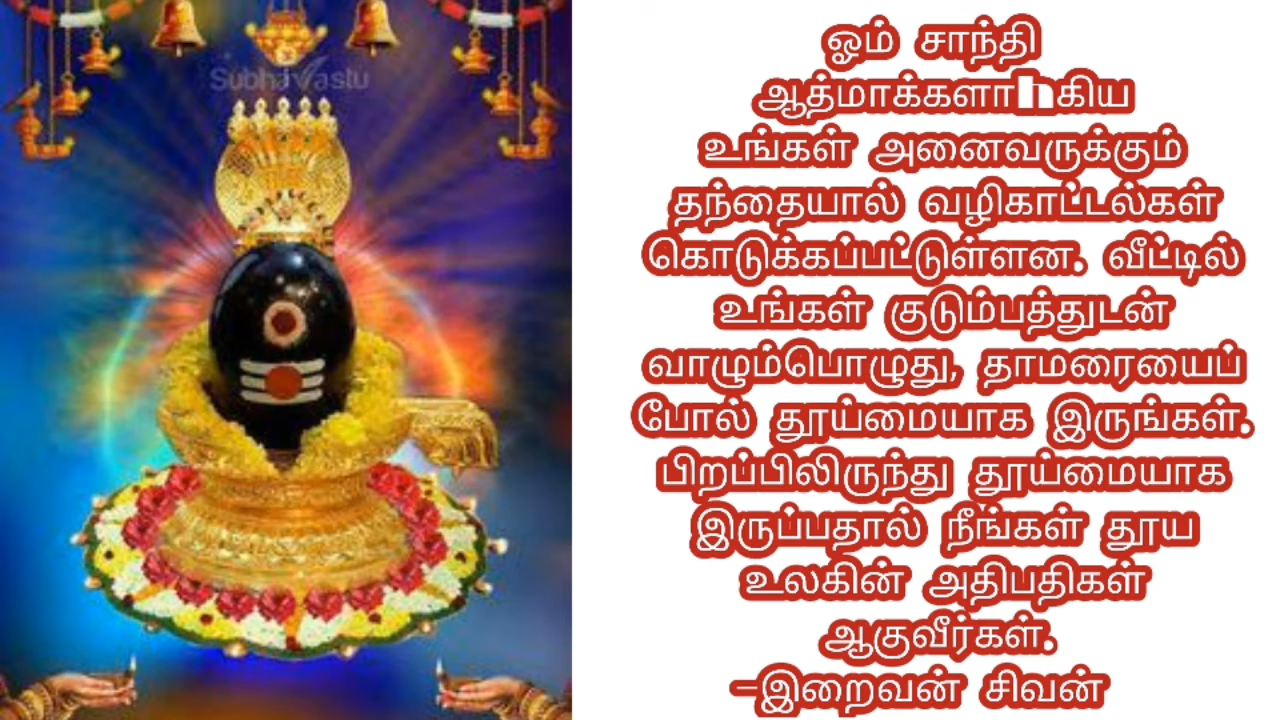 SubhaVastu
ஓம் சாந்தி
ஆத்மாக்களாhகிய
உங்கள் அனைவருக்கும்
தந்தையால் வழிகாட்டல்கள்
கொடுக்கப்பட்டுள்ளன. வீட்டில்
உங்கள் குடும்பத்துடன்
வாழும்பொழுது, தாமரையைப்
போல் தூய்மையாக இருங்கள்.
பிறப்பிலிருந்து தூய்மையாக
இருப்பதால் நீங்கள் தூய
உலகின் அதிபதிகள்
ஆகுவீர்கள்.
-இறைவன் சிவன்